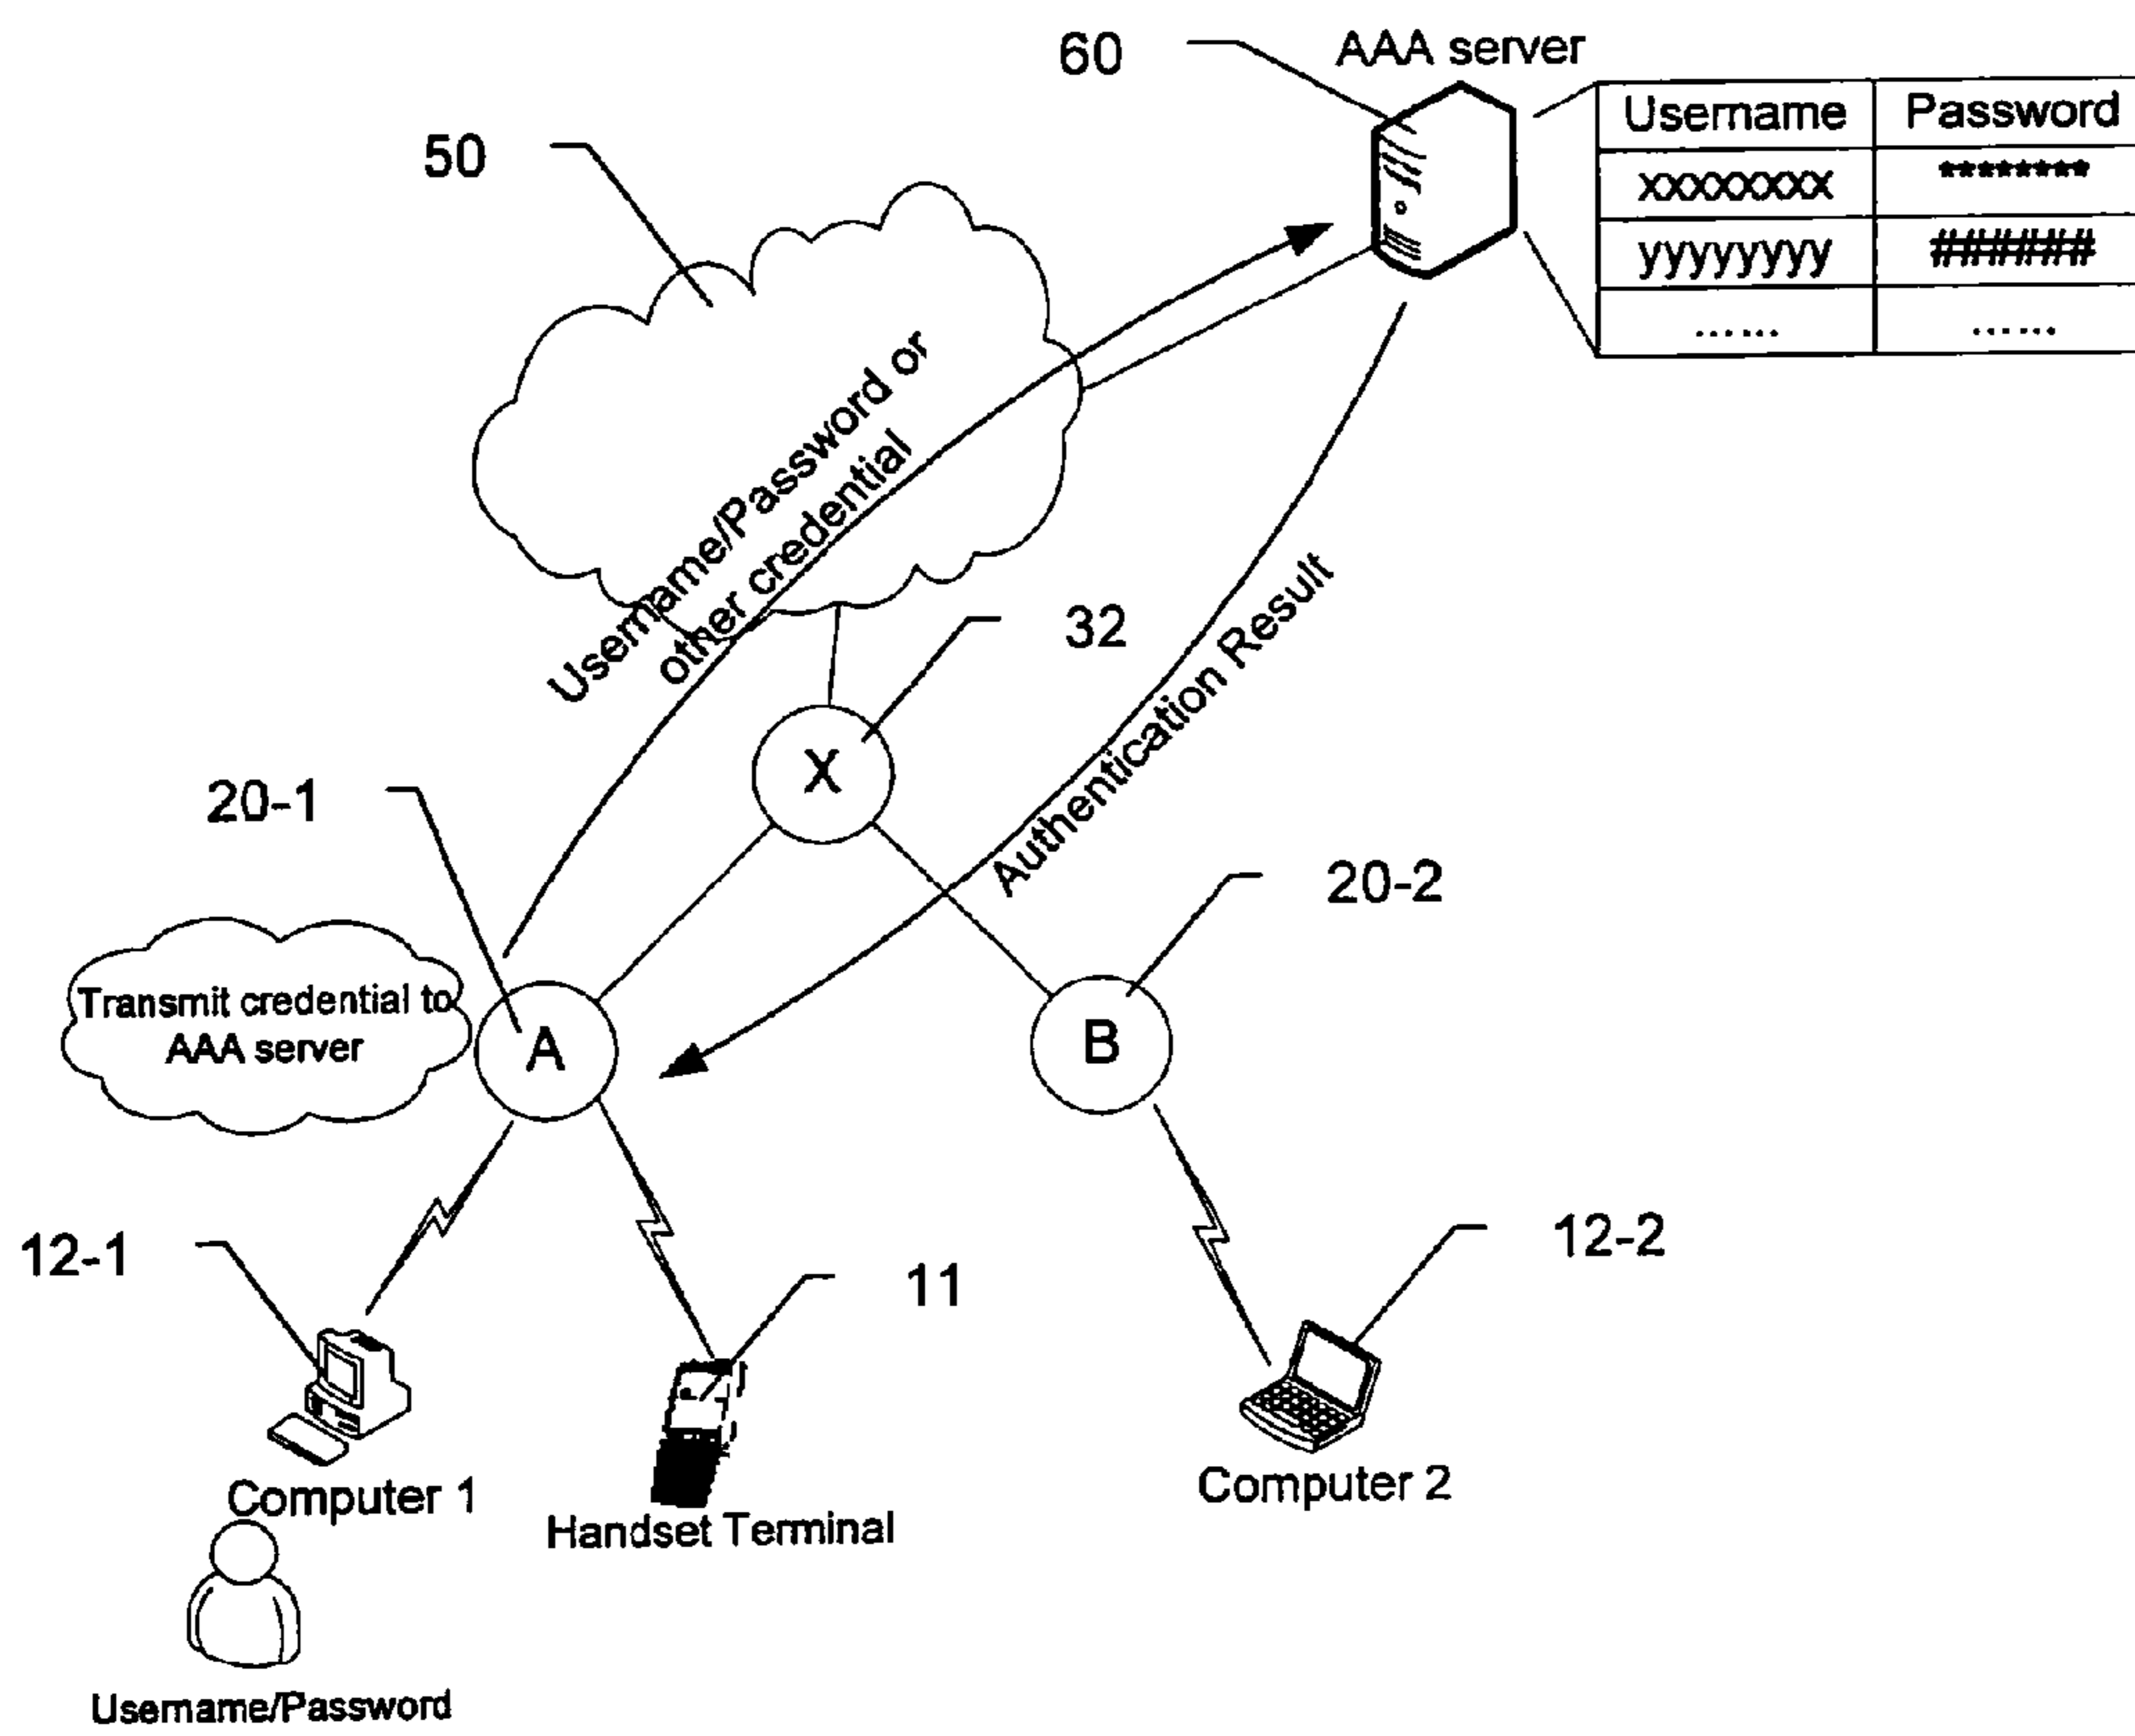 60
AAA server
Username Password
xxxxxxxxx ********
yyyyyyyy #######
...... ......
50
Username/Password or
other credential
32
Authentication Result
20-1
X
20-2
Transmit credential to
AAA server
A
B
12-1
11
12-2
Computer 1
Handset Terminal
Computer 2
Username/Password